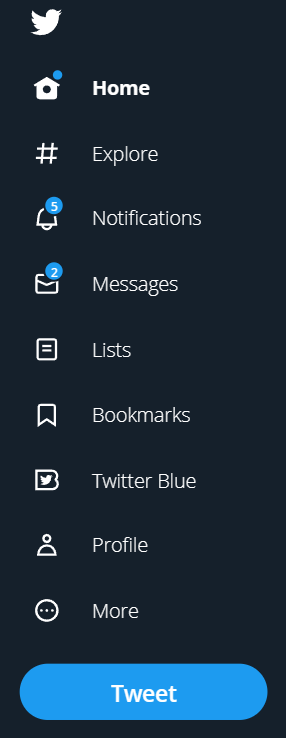 Home
Explore
5
Notifications
2
Messages
Lists
Bookmarks
Twitter Blue
Profile
More
Tweet